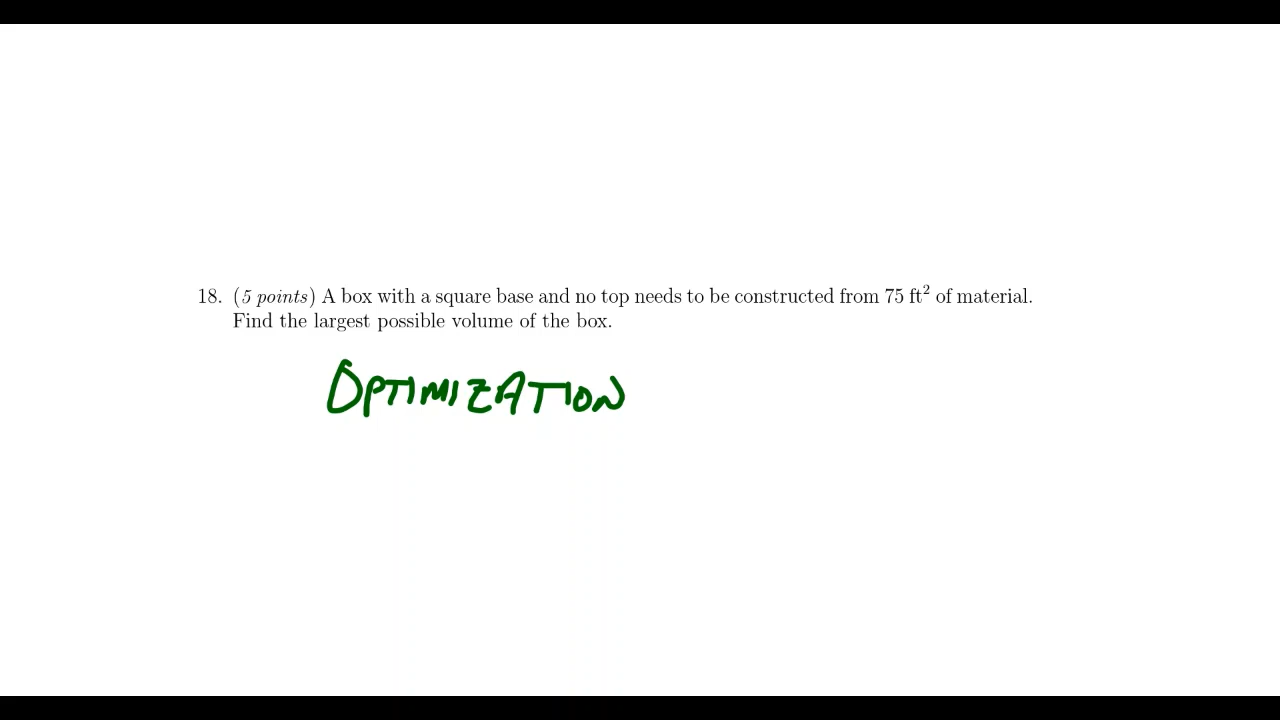 18. (5 points) A box with a square base and no top needs to be constructed from 75 ft² of material.
Find the largest possible volume of the box.
OPTIMIZATION